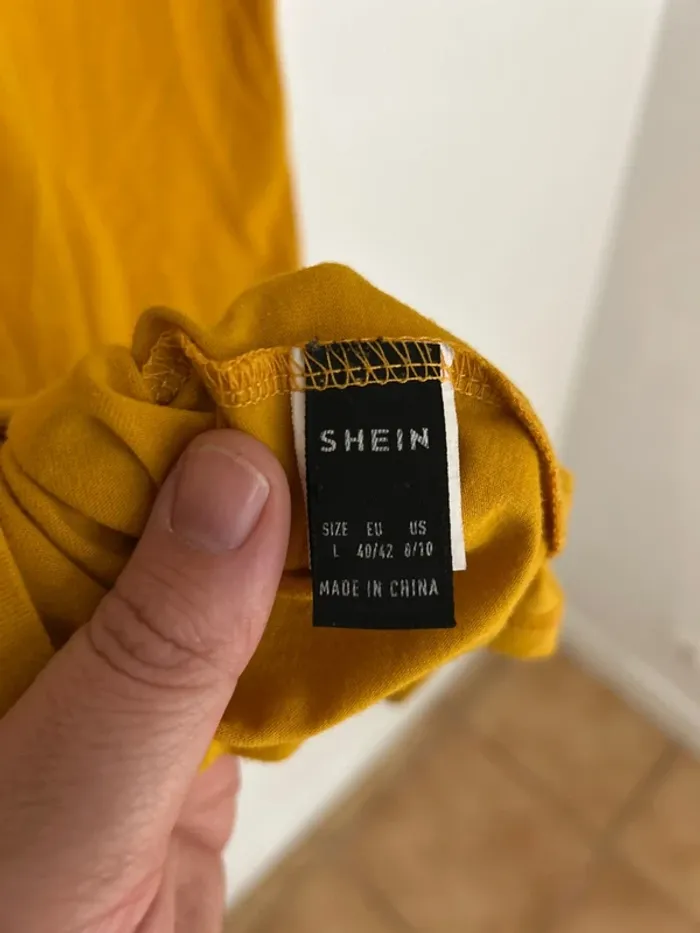 SHEIN
SIZE EU US
L 40/42 8/10
MADE IN CHINA